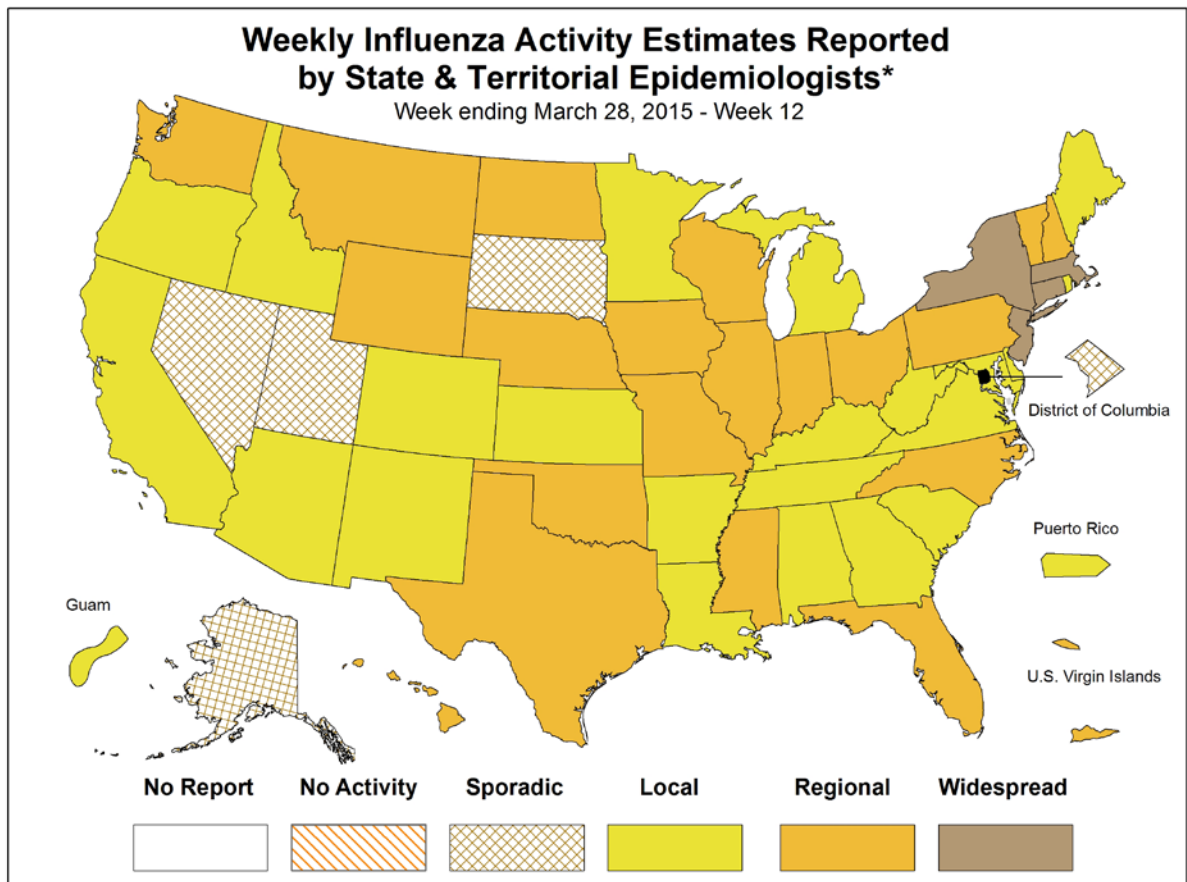 Weekly Influenza Activity Estimates Reported
by State & Territorial Epidemiologists*
Week ending March 28, 2015 - Week 12
District of Columbia
Puerto Rico
Guam
U.S. Virgin Islands
No Report
No Activity
Sporadic
Local
Regional
Widespread